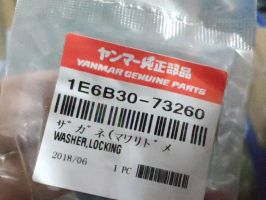 ヤンマー純正部品
YANMAR GENUINE PARTS
1E6B30-73260
ザガネ(マワリドメ
WASHER,LOCKING
2018/06 1 PC